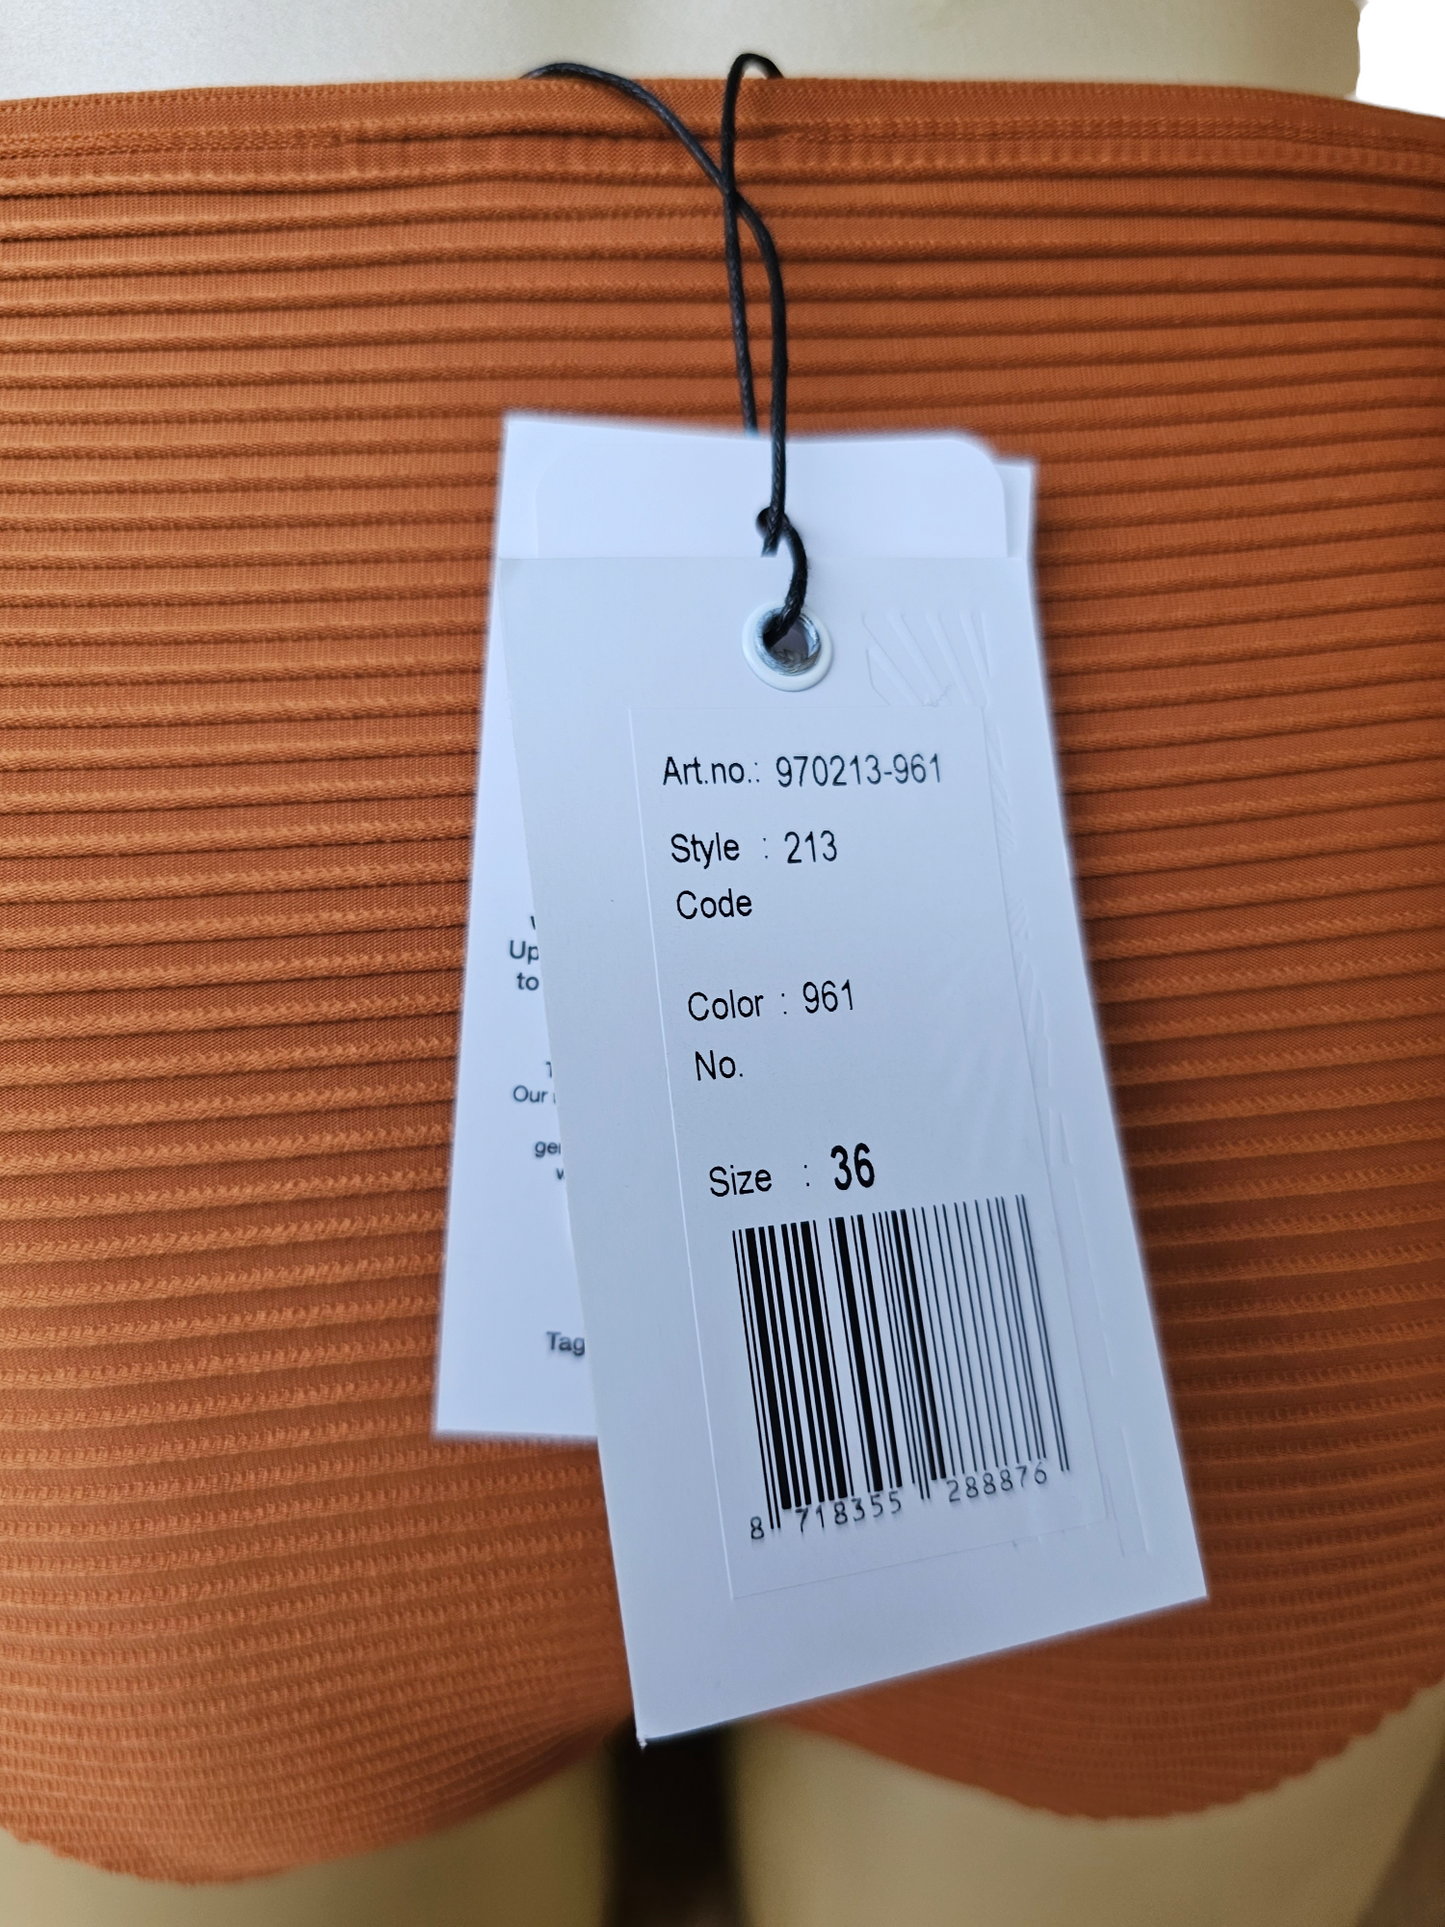 Art.no.: 970213-961
Style : 213
Code
Color : 961
No.
Size : 36
8 718355 288876
Up
to
Our
Tag